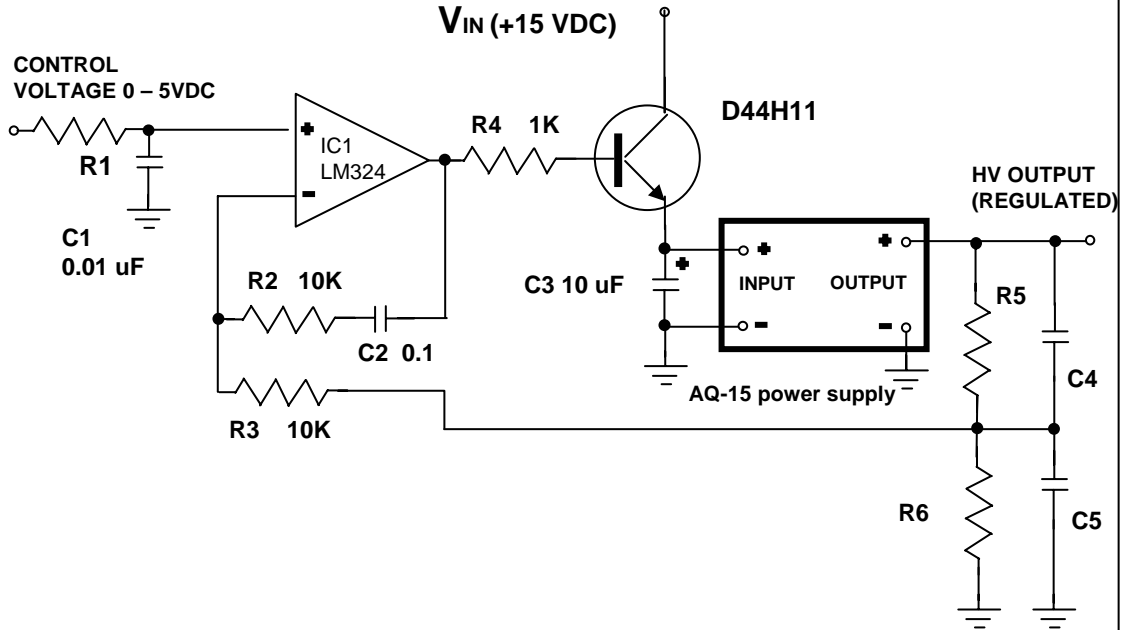 VIN (+15 VDC)
CONTROL
VOLTAGE 0 – 5VDC
R1
C1
0.01 uF
+
-
IC1
LM324
R4 1K
D44H11
R2 10K
C2 0.1
R3 10K
C3 10 uF
+
+
-
INPUT
OUTPUT
+
-
AQ-15 power supply
HV OUTPUT
(REGULATED)
R5
C4
R6
C5